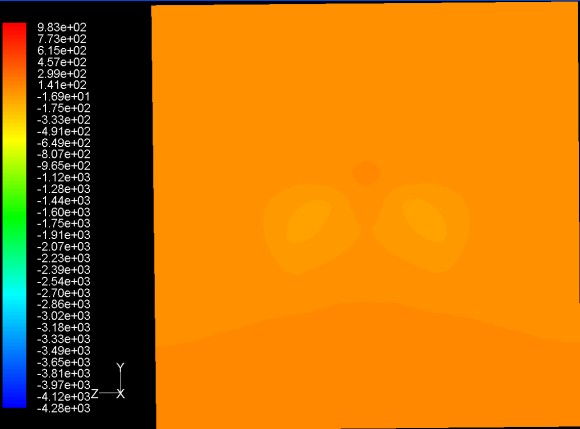 9.83e+02
7.73e+02
6.15e+02
4.57e+02
2.99e+02
1.41e+02
-1.69e+01
-1.75e+02
-3.33e+02
-4.91e+02
-6.49e+02
-8.07e+02
-9.65e+02
-1.12e+03
-1.28e+03
-1.44e+03
-1.60e+03
-1.75e+03
-1.91e+03
-2.07e+03
-2.23e+03
-2.39e+03
-2.54e+03
-2.70e+03
-2.86e+03
-3.02e+03
-3.18e+03
-3.33e+03
-3.49e+03
-3.65e+03
-3.81e+03
-3.97e+03
-4.12e+03
-4.28e+03
Y
Z X